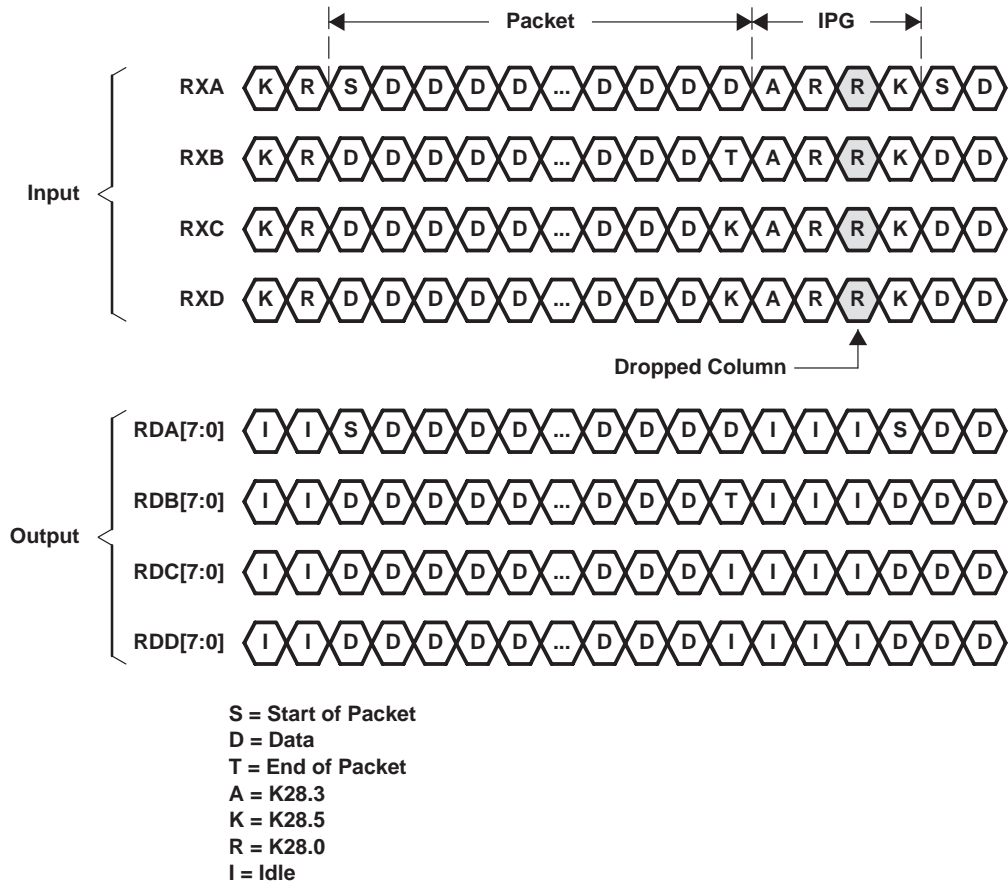 Packet IPG
RXA K R S D D D D ... D D D D A R R K S D
RXB K R D D D D D ... D D D T A R R K D D
Input
RXC K R D D D D D ... D D D K A R R K D D
RXD K R D D D D D ... D D D K A R R K D D
Dropped Column
RDA[7:0] I I S D D D D ... D D D D I I I S D D
RDB[7:0] I I D D D D D ... D D D T I I I D D D
Output
RDC[7:0] I I D D D D D ... D D D I I I I D D D
RDD[7:0] I I D D D D D ... D D D I I I I D D D
S = Start of Packet
D = Data
T = End of Packet
A = K28.3
K = K28.5
R = K28.0
I = Idle